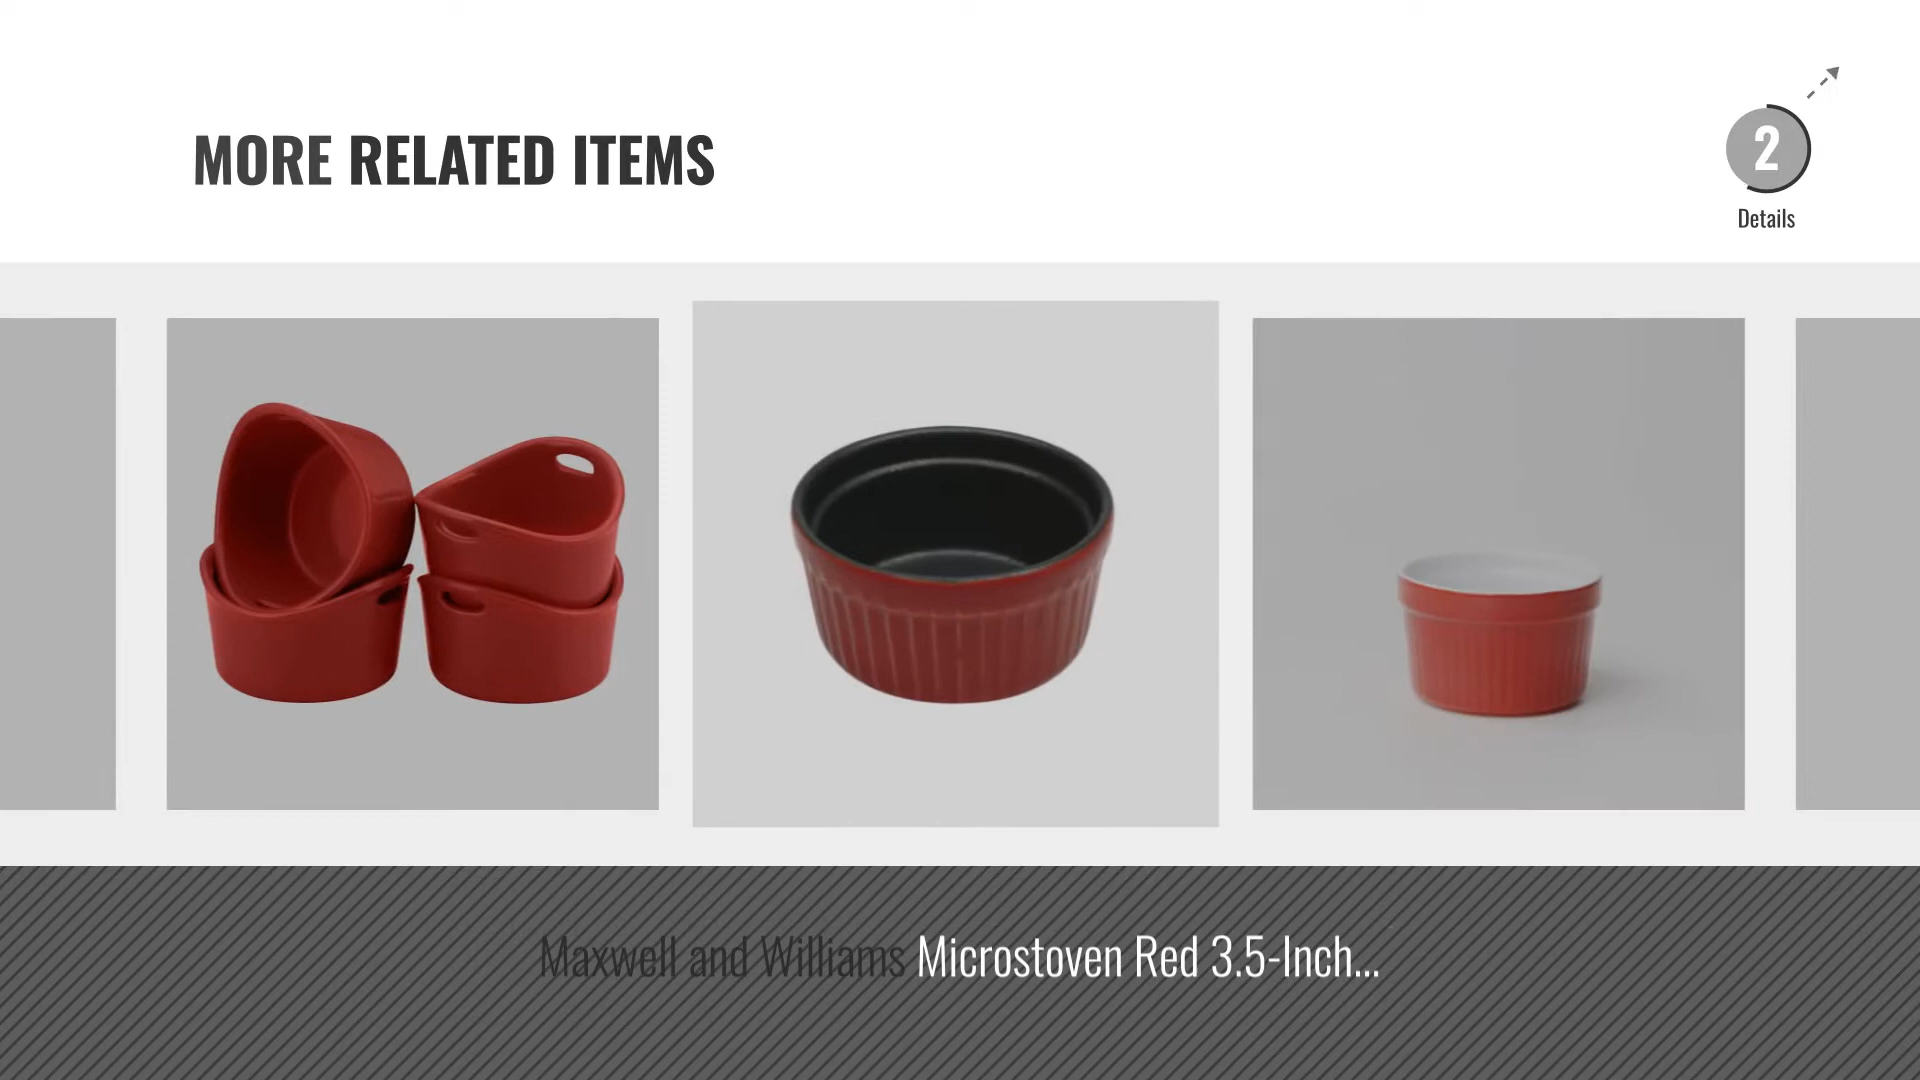 MORE RELATED ITEMS
2
Details
Maxwell and Williams Microstoven Red 3.5-Inch...